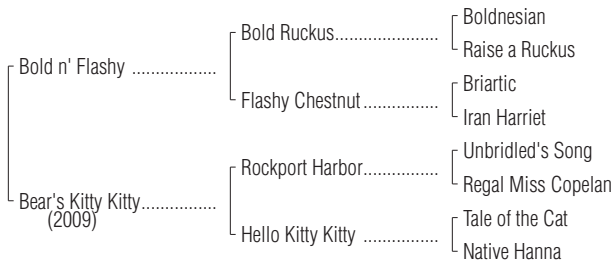 Boldnesian
Bold Ruckus
Raise a Ruckus
Bold n' Flashy
Briartic
Flashy Chestnut
Iran Harriet
Unbridled's Song
Rockport Harbor
Regal Miss Copelan
Bear's Kitty Kitty
(2009)
Tale of the Cat
Hello Kitty Kitty
Native Hanna